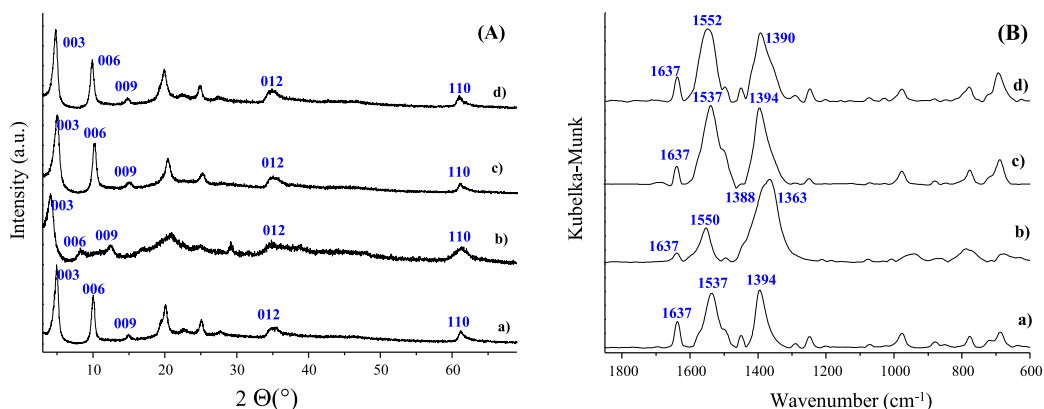 (A)
003
006
009
012
110
d)
003
006
009
012
110
c)
003
006
009
012
110
b)
003
006
009
012
110
a)
10 20 30 40 50 60
2 Θ(°)
Intensity (a.u.)
(B)
1552
1390
1637
d)
1537
1394
1637
c)
1388 1363
1550
1637
b)
1537
1394
1637
a)
1800 1600 1400 1200 1000 800 600
Wavenumber (cm-1)
Kubelka-Munk